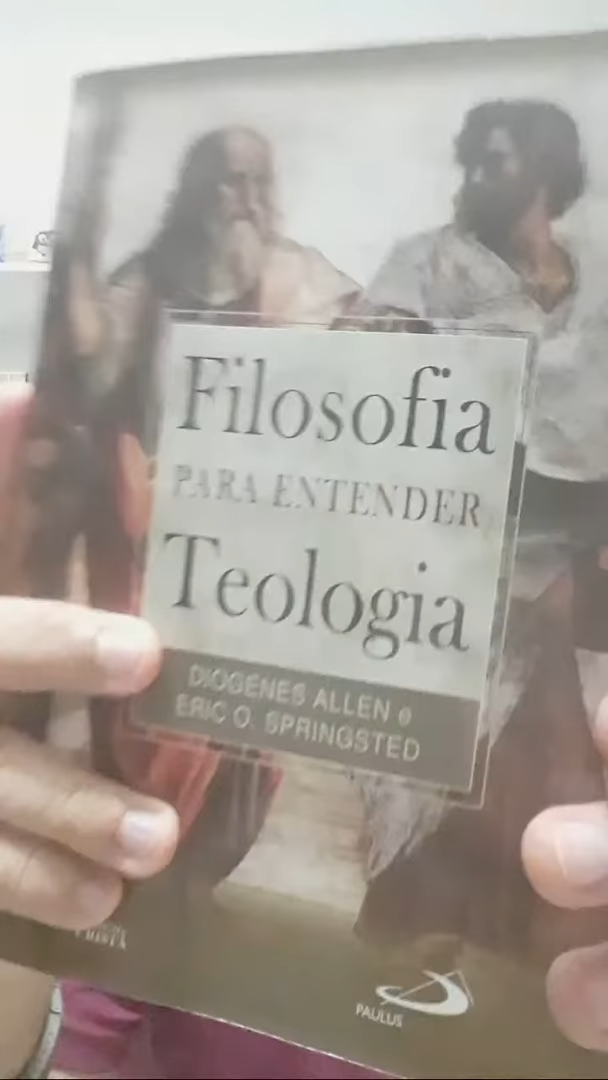 Filosofia
PARA ENTENDER
Teologia
DIOGENES ALLEN e
ERIC O. SPRINGSTED
PAULUS